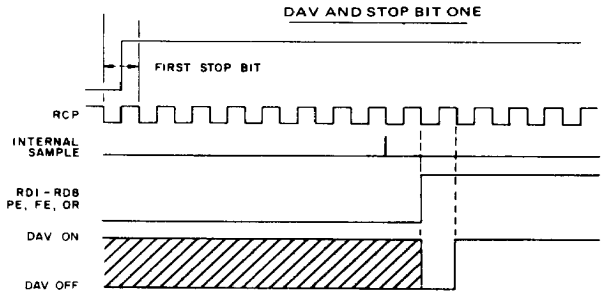 DAV AND STOP BIT ONE
FIRST STOP BIT
RCP
INTERNAL
SAMPLE
RD1 - RD8
PE, FE, OR
DAV ON
DAV OFF